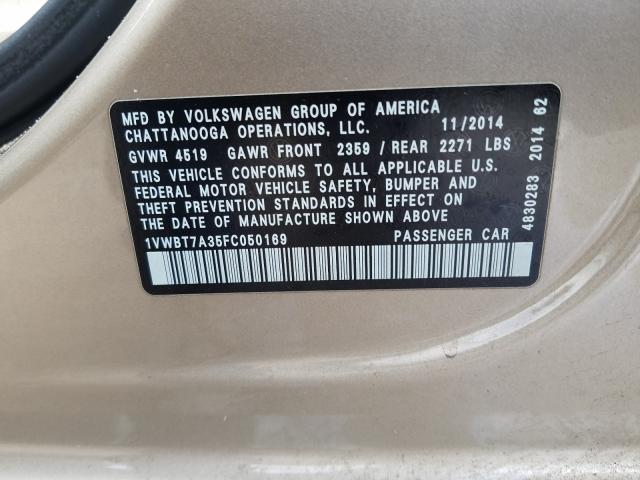 MFD BY VOLKSWAGEN GROUP OF AMERICA
CHATTANOOGA OPERATIONS, LLC. 11/2014
GVWR 4519 GAWR FRONT 2359 / REAR 2271 LBS
THIS VEHICLE CONFORMS TO ALL APPLICABLE U.S.
FEDERAL MOTOR VEHICLE SAFETY, BUMPER AND
THEFT PREVENTION STANDARDS IN EFFECT ON
THE DATE OF MANUFACTURE SHOWN ABOVE
1VWBT7A35FC050169 PASSENGER CAR
4830283 2014 62